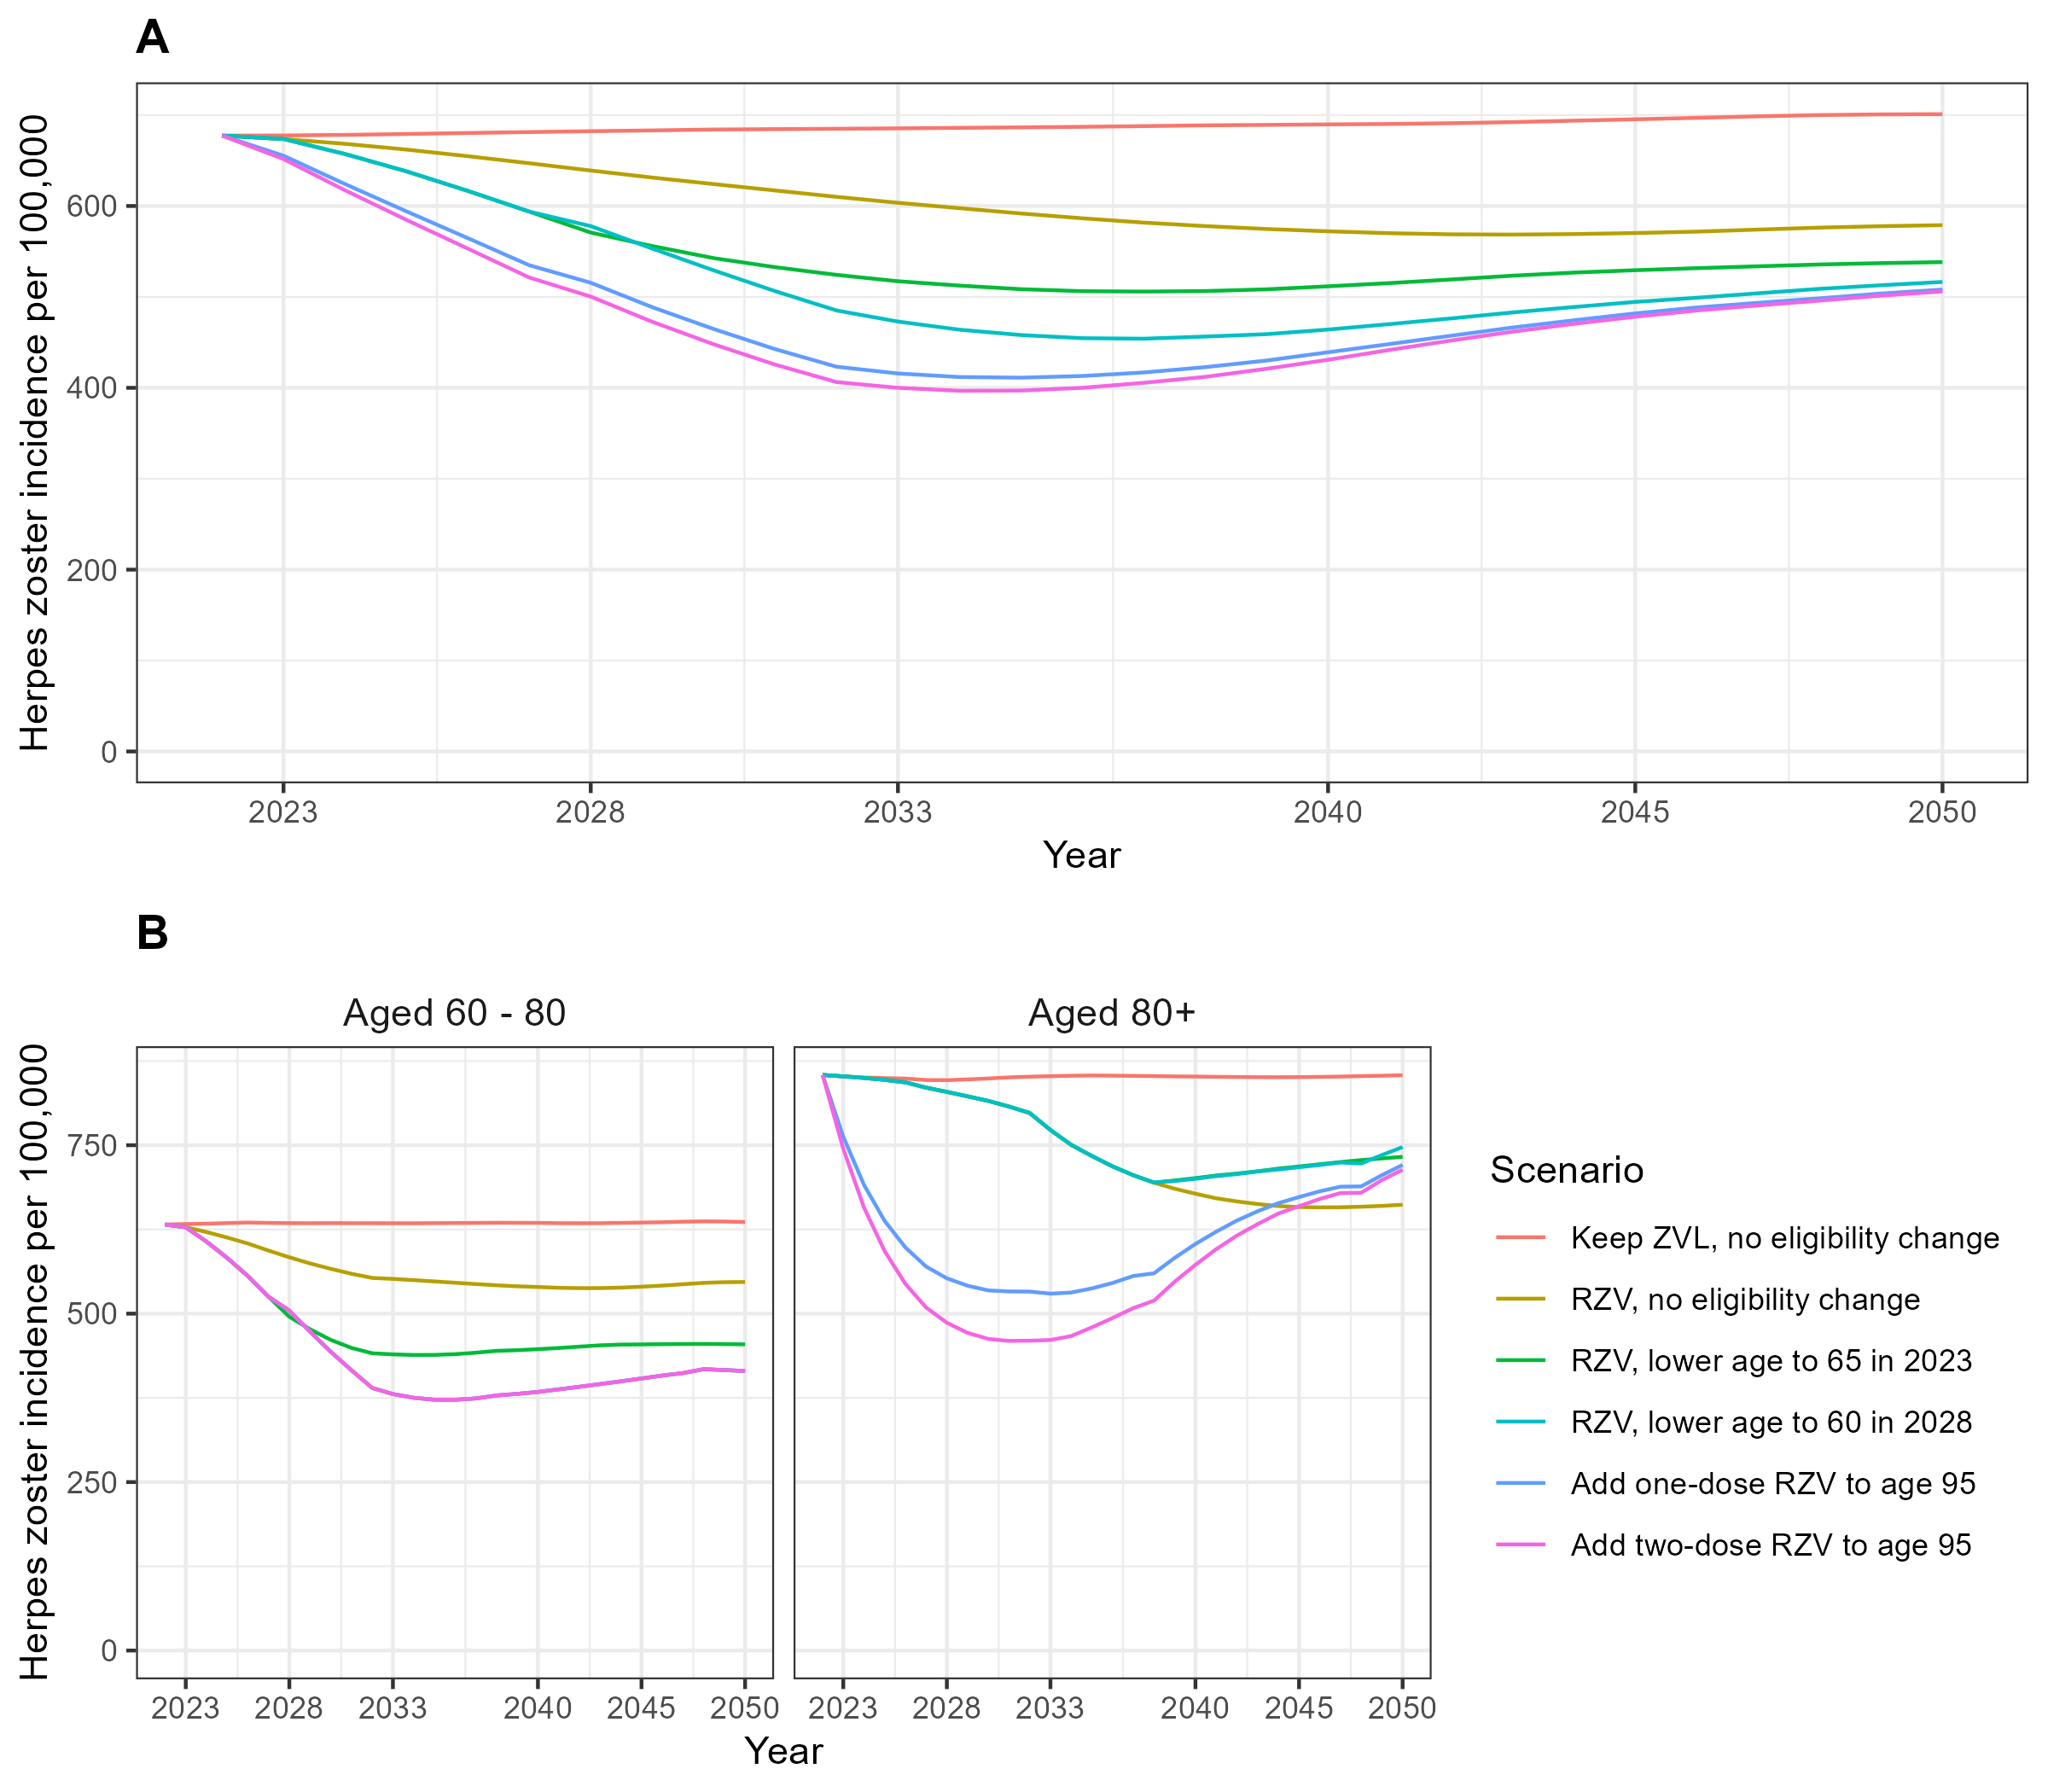 A
Herpes zoster incidence per 100,000
600
400
200
0
2023 2028 2033 2040 2045 2050
Year
B
Aged 60 - 80 Aged 80+
Herpes zoster incidence per 100,000
750
500
250
0
2023 2028 2033 2040 2045 2050 2023 2028 2033 2040 2045 2050
Year
Scenario
Keep ZVL, no eligibility change
RZV, no eligibility change
RZV, lower age to 65 in 2023
RZV, lower age to 60 in 2028
Add one-dose RZV to age 95
Add two-dose RZV to age 95